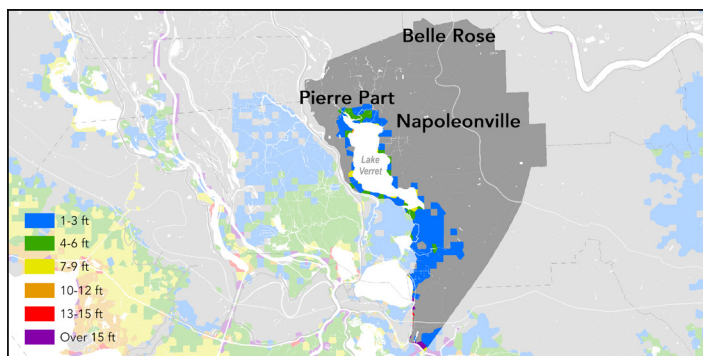 Belle Rose
Pierre Part
Napoleonville
Lake
Verret
1-3 ft
4-6 ft
7-9 ft
10-12 ft
13-15 ft
Over 15 ft